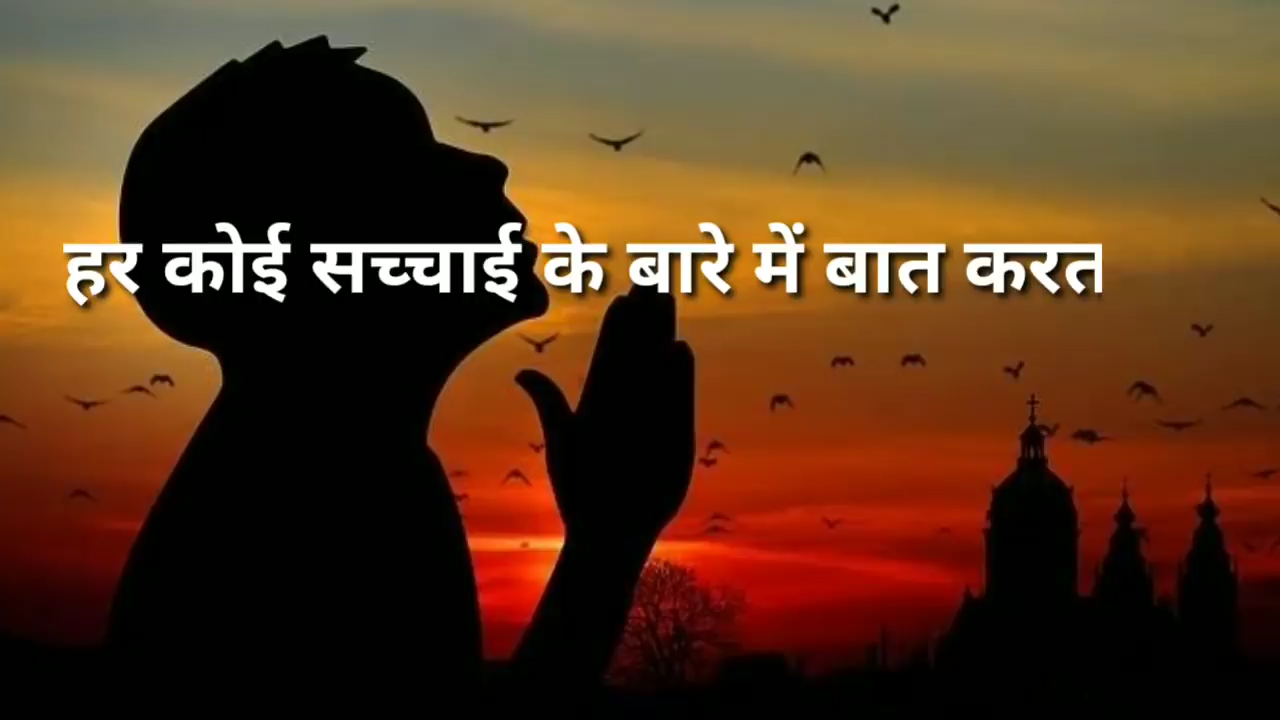 हर कोई सच्चाई के बारे में बात करत